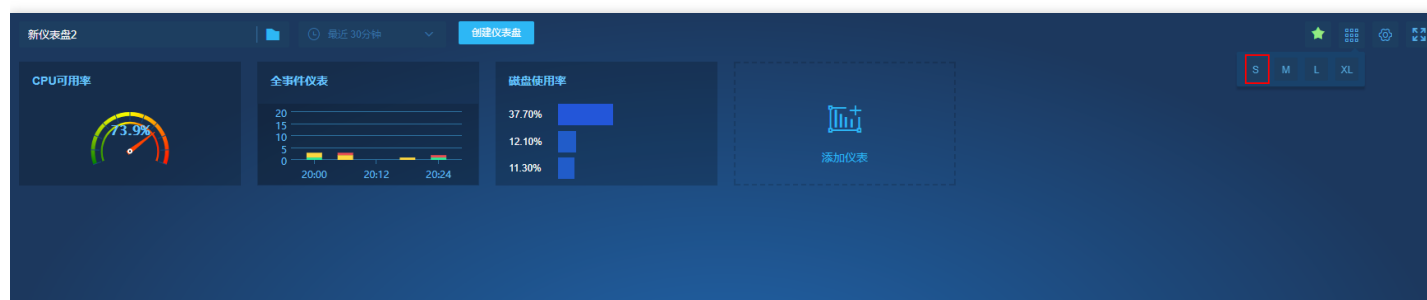 新仪表盘2
最近 30分钟
创建仪表盘
S M L XL
CPU可用率
73.9%
全事件仪表
20
15
10
5
0
20:00 20:12 20:24
磁盘使用率
37.70%
12.10%
11.30%
添加仪表